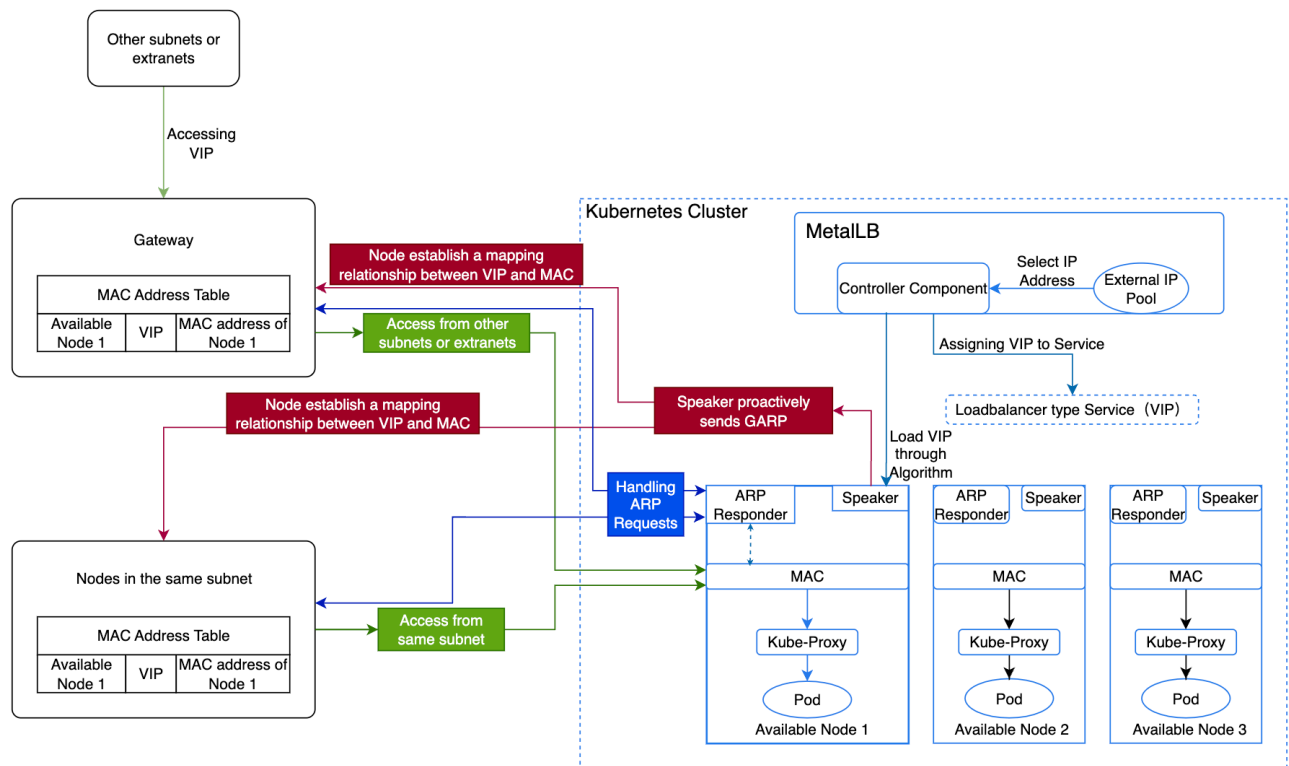 Other subnets or
extranets
Accessing
VIP
Gateway
MAC Address Table
Available
Node 1
VIP
MAC address of
Node 1
Node establish a mapping
relationship between VIP and MAC
Access from other
subnets or extranets
Kubernetes Cluster
MetalLB
Controller Component
Select IP
Address
External IP
Pool
Assigning VIP to Service
Loadbalancer type Service（VIP）
Load VIP
through
Algorithm
Node establish a mapping
relationship between VIP and MAC
Speaker proactively
sends GARP
Handling
ARP
Requests
Nodes in the same subnet
MAC Address Table
Available
Node 1
VIP
MAC address of
Node 1
Access from
same subnet
ARP
Responder
Speaker
MAC
Kube-Proxy
Pod
Available Node 1
ARP
Responder
Speaker
MAC
Kube-Proxy
Pod
Available Node 2
ARP
Responder
Speaker
MAC
Kube-Proxy
Pod
Available Node 3